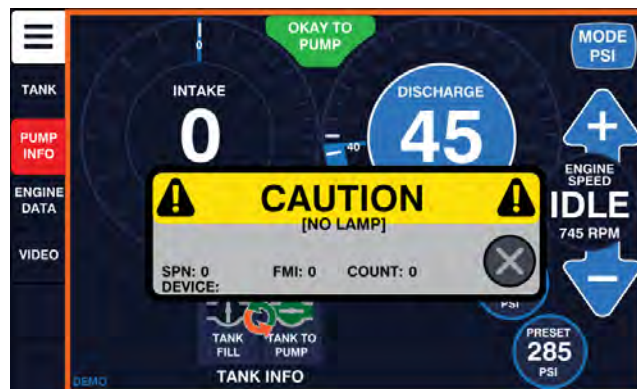 OKAY TO
PUMP
MODE
PSI
TANK
PUMP
INFO
ENGINE
DATA
VIDEO
0
INTAKE
0
DISCHARGE
45
40
ENGINE
SPEED
IDLE
745 RPM
CAUTION
[NO LAMP]
SPN: 0 FMI: 0 COUNT: 0
DEVICE:
PSI
TANK
FILL
TANK TO
PUMP
TANK INFO
PRESET
285
PSI
DEMO